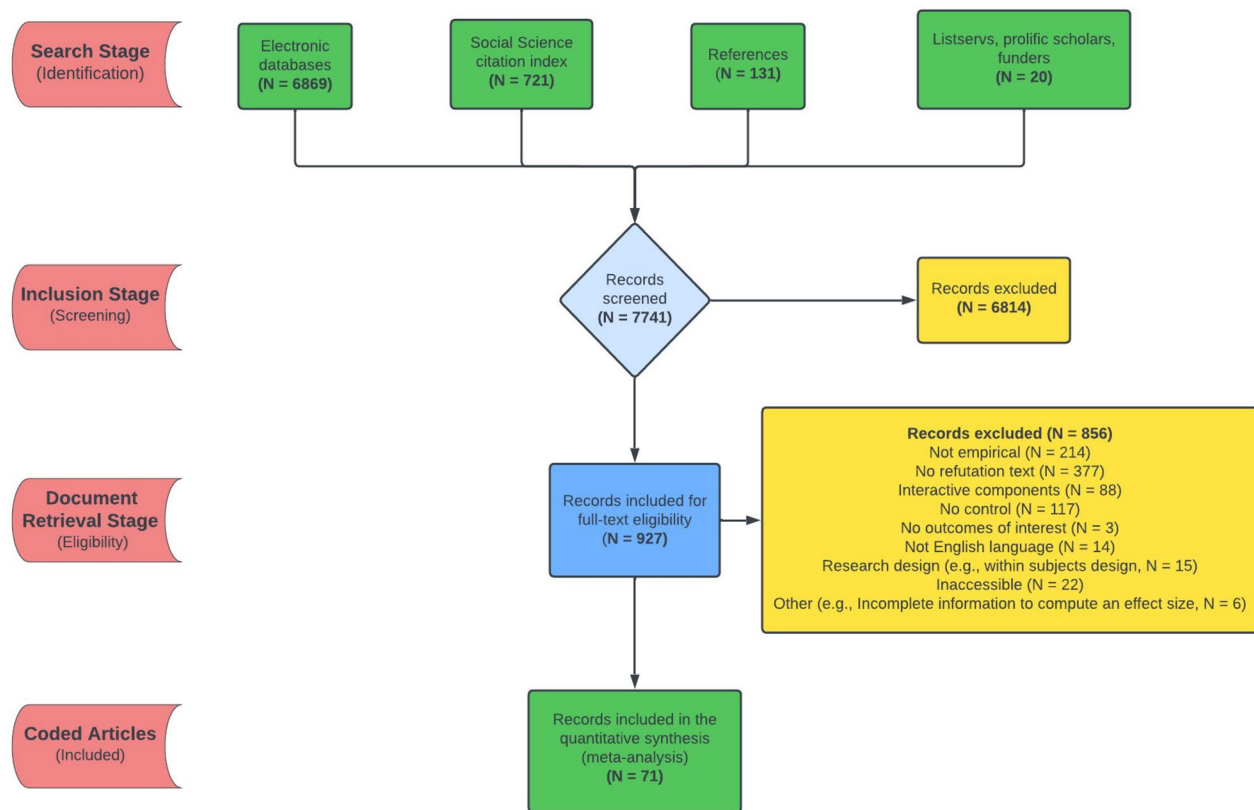 Search Stage
(Identification)
Electronic
databases
(N = 6869)
Social Science
citation index
(N = 721)
References
(N = 131)
Listservs, prolific scholars,
funders
(N = 20)
Inclusion Stage
(Screening)
Records
screened
(N = 7741)
Records excluded
(N = 6814)
Document
Retrieval Stage
(Eligibility)
Records included for
full-text eligibility
(N = 927)
Records excluded (N = 856)
Not empirical (N = 214)
No refutation text (N = 377)
Interactive components (N = 88)
No control (N = 117)
No outcomes of interest (N = 3)
Not English language (N = 14)
Research design (e.g., within subjects design, N = 15)
Inaccessible (N = 22)
Other (e.g., Incomplete information to compute an effect size, N = 6)
Coded Articles
(Included)
Records included in the
quantitative synthesis
(meta-analysis)
(N = 71)